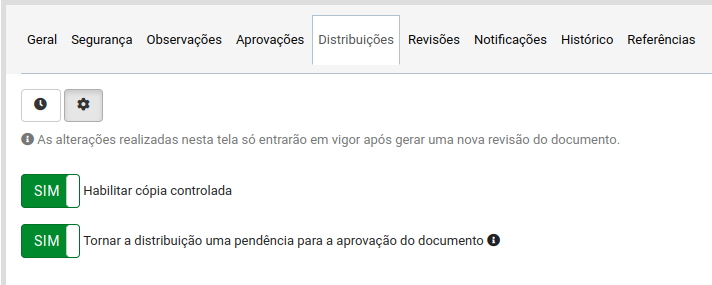 Geral Segurança Observações Aprovações Distribuições Revisões Notificações Histórico Referências
As alterações realizadas nesta tela só entrarão em vigor após gerar uma nova revisão do documento.
SIM Habilitar cópia controlada
SIM Tornar a distribuição uma pendência para a aprovação do documento